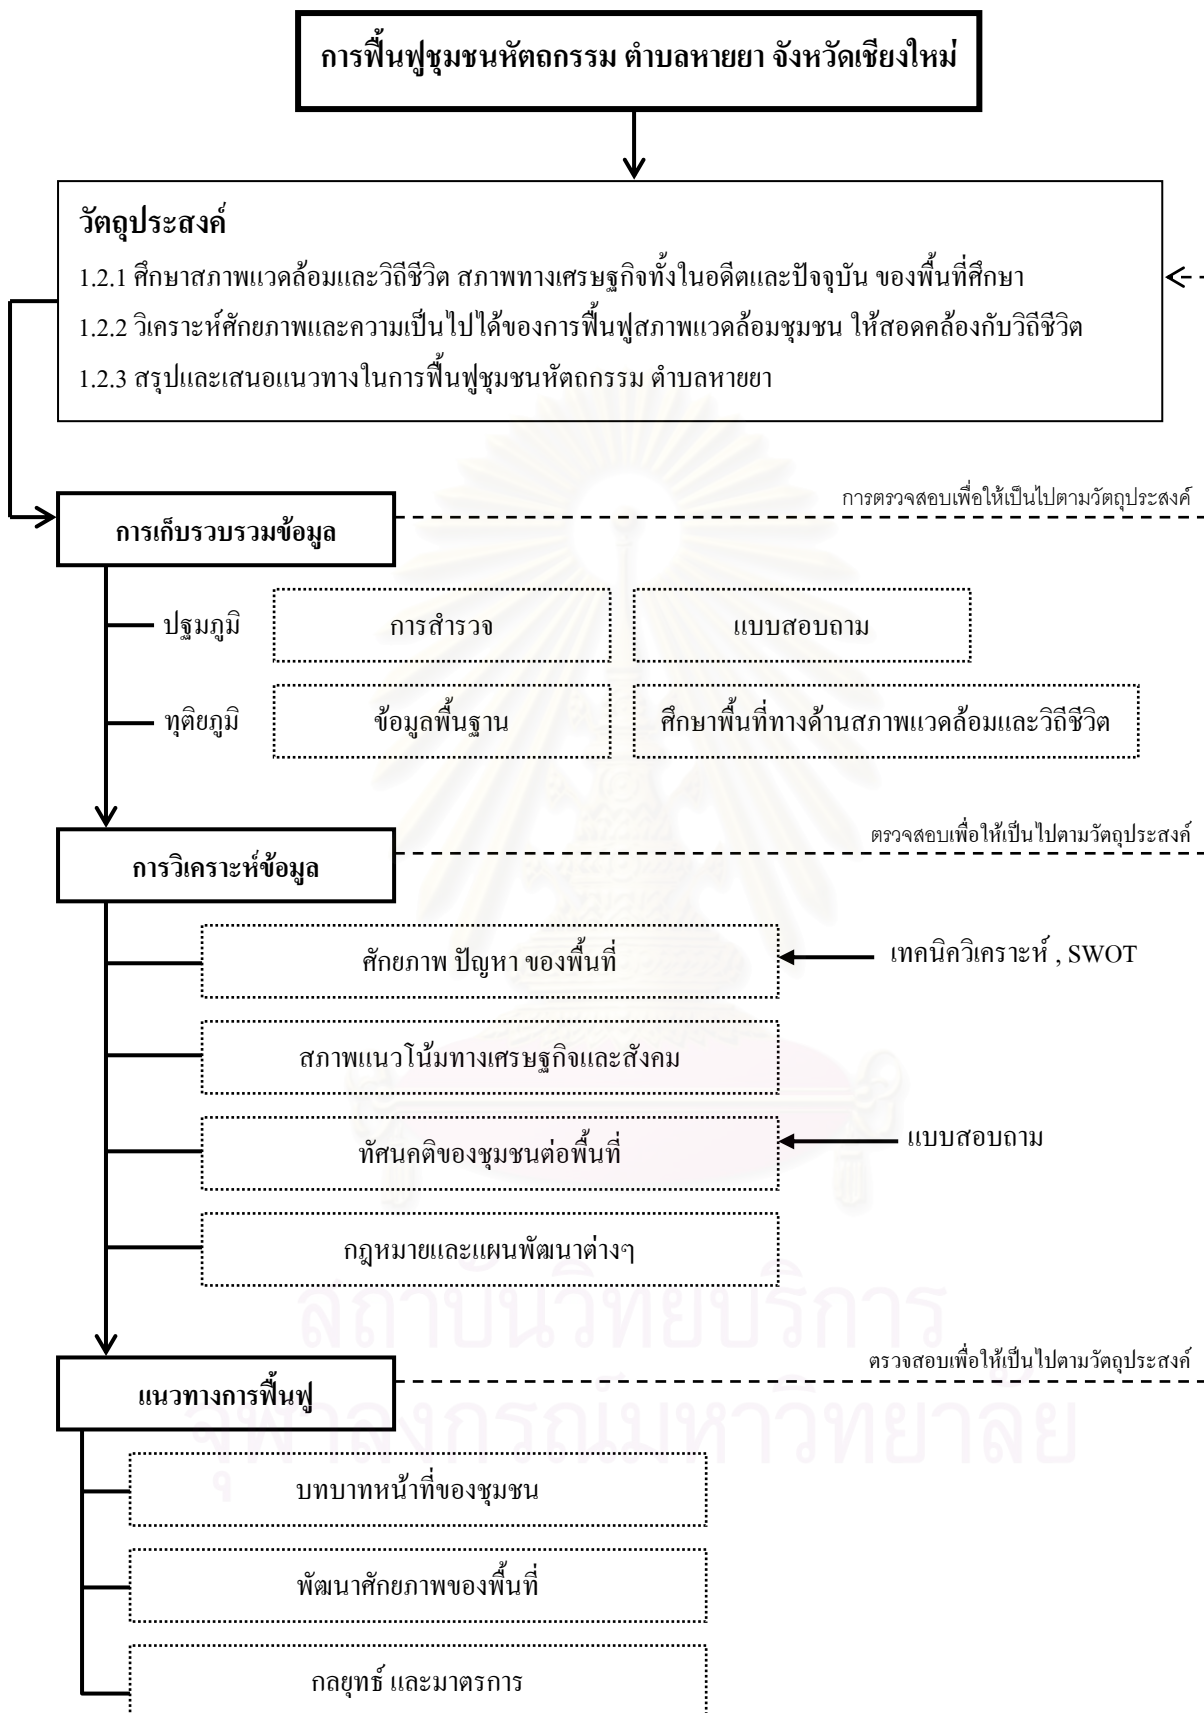 การฟื้นฟูชุมชนหัตถกรรม ตำบลหายยา จังหวัดเชียงใหม่
วัตถุประสงค์
1.2.1 ศึกษาสภาพแวดล้อมและวิถีชีวิต สภาพทางเศรษฐกิจทั้งในอดีตและปัจจุบัน ของพื้นที่ศึกษา
1.2.2 วิเคราะห์ศักยภาพและความเป็นไปได้ของการฟื้นฟูสภาพแวดล้อมชุมชน ให้สอดคล้องกับวิถีชีวิต
1.2.3 สรุปและเสนอแนวทางในการฟื้นฟูชุมชนหัตถกรรม ตำบลหายยา
การตรวจสอบเพื่อให้เป็นไปตามวัตถุประสงค์
การเก็บรวบรวมข้อมูล
ปฐมภูมิ การสำรวจ แบบสอบถาม
ทุติยภูมิ ข้อมูลพื้นฐาน ศึกษาพื้นที่ทางด้านสภาพแวดล้อมและวิถีชีวิต
ตรวจสอบเพื่อให้เป็นไปตามวัตถุประสงค์
การวิเคราะห์ข้อมูล
ศักยภาพ ปัญหา ของพื้นที่ เทคนิควิเคราะห์ , SWOT
สภาพแนวโน้มทางเศรษฐกิจและสังคม
ทัศนคติของชุมชนต่อพื้นที่ แบบสอบถาม
กฎหมายและแผนพัฒนาต่างๆ
สถาบันวิทยบริการ
ตรวจสอบเพื่อให้เป็นไปตามวัตถุประสงค์
แนวทางการฟื้นฟู
จุฬาลงกรณ์มหาวิทยาลัย
บทบาทหน้าที่ของชุมชน
พัฒนาศักยภาพของพื้นที่
กลยุทธ์ และมาตรการ